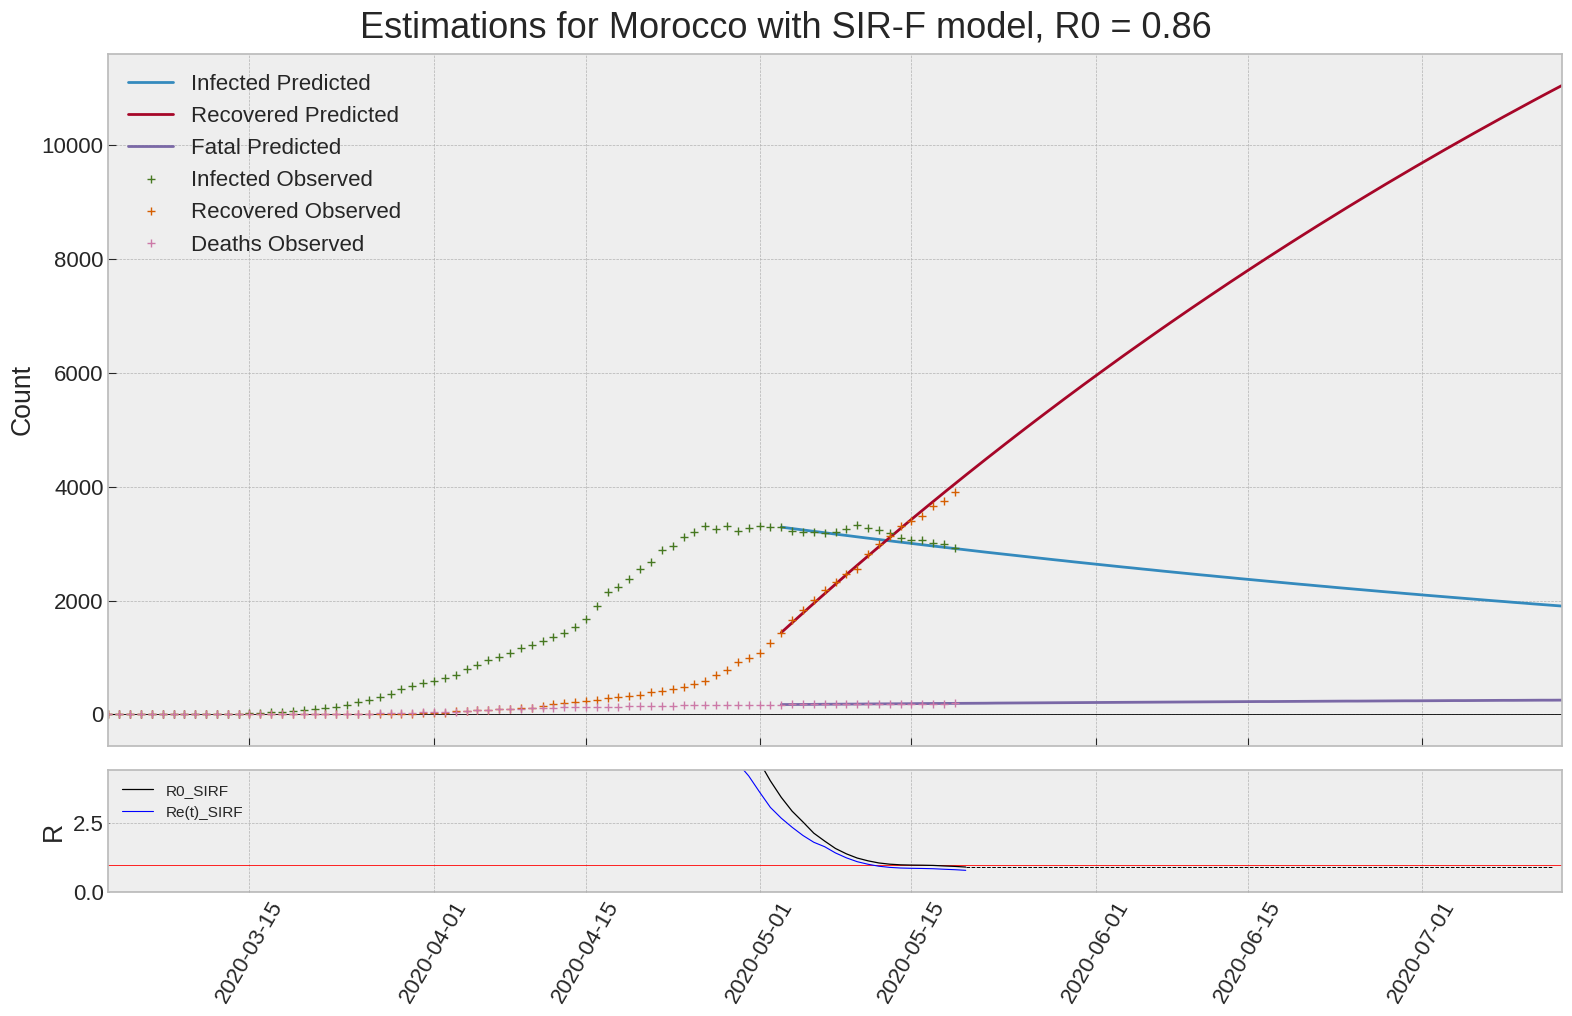 Estimations for Morocco with SIR-F model, R0 = 0.86
Infected Predicted
Recovered Predicted
Fatal Predicted
Infected Observed
Recovered Observed
Deaths Observed
Count
10000
8000
6000
4000
2000
0
R0_SIRF
Re(t)_SIRF
R
2.5
0.0
2020-03-15
2020-04-01
2020-04-15
2020-05-01
2020-05-15
2020-06-01
2020-06-15
2020-07-01